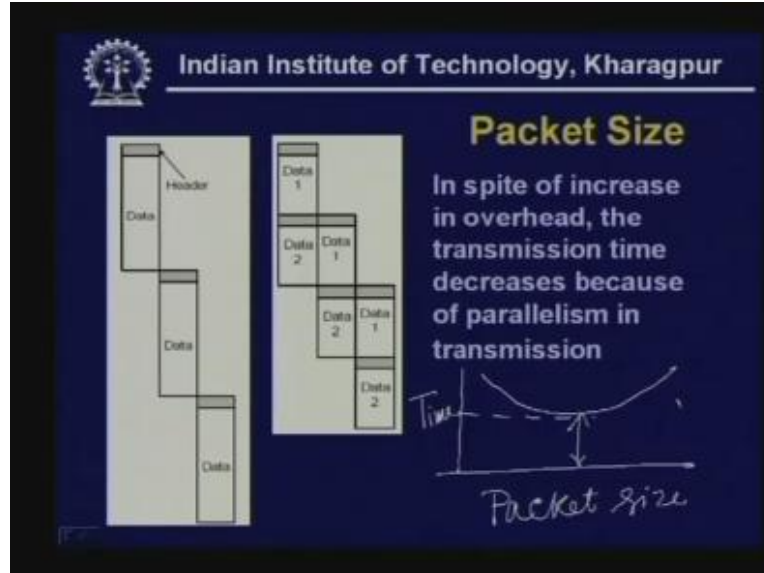 Indian Institute of Technology, Kharagpur
Packet Size
Header
Data
Data
Data
Data
1
Data
2
Data
1
Data
2
Data
1
Data
2
In spite of increase
in overhead, the
transmission time
decreases because
of parallelism in
transmission
Time
Packet size